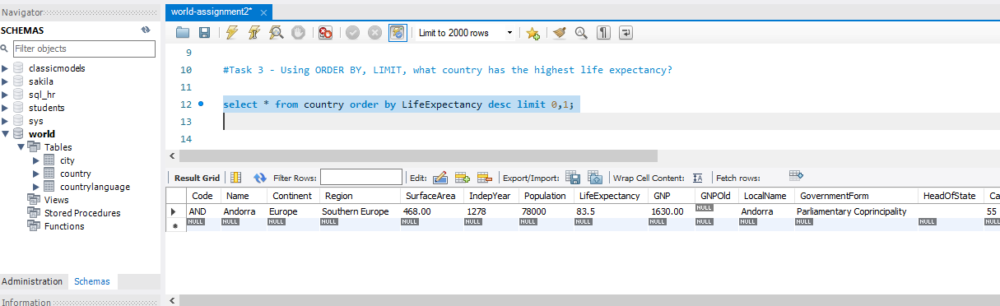 Navigator
SCHEMAS
Filter objects
classicmodels
sakila
sql_hr
students
sys
world
Tables
city
country
countrylanguage
Views
Stored Procedures
Functions
Administration Schemas
Information
world-assignment2*
Limit to 2000 rows
9
10 #Task 3 - Using ORDER BY, LIMIT, what country has the highest life expectancy?
11
12 select * from country order by LifeExpectancy desc limit 0,1;
13
14
Result Grid Filter Rows: Edit: Export/Import: Wrap Cell Content: IA Fetch rows:
Code Name Continent Region SurfaceArea IndepYear Population LifeExpectancy GNP GNPOld LocalName GovernmentForm HeadOfState Ca
AND Andorra Europe Southern Europe 468.00 1278 78000 83.5 1630.00 NULL Andorra Parliamentary Coprincipality NULL 55
NULL NULL NULL NULL NULL NULL NULL NULL NULL NULL NULL NULL NULL NULL